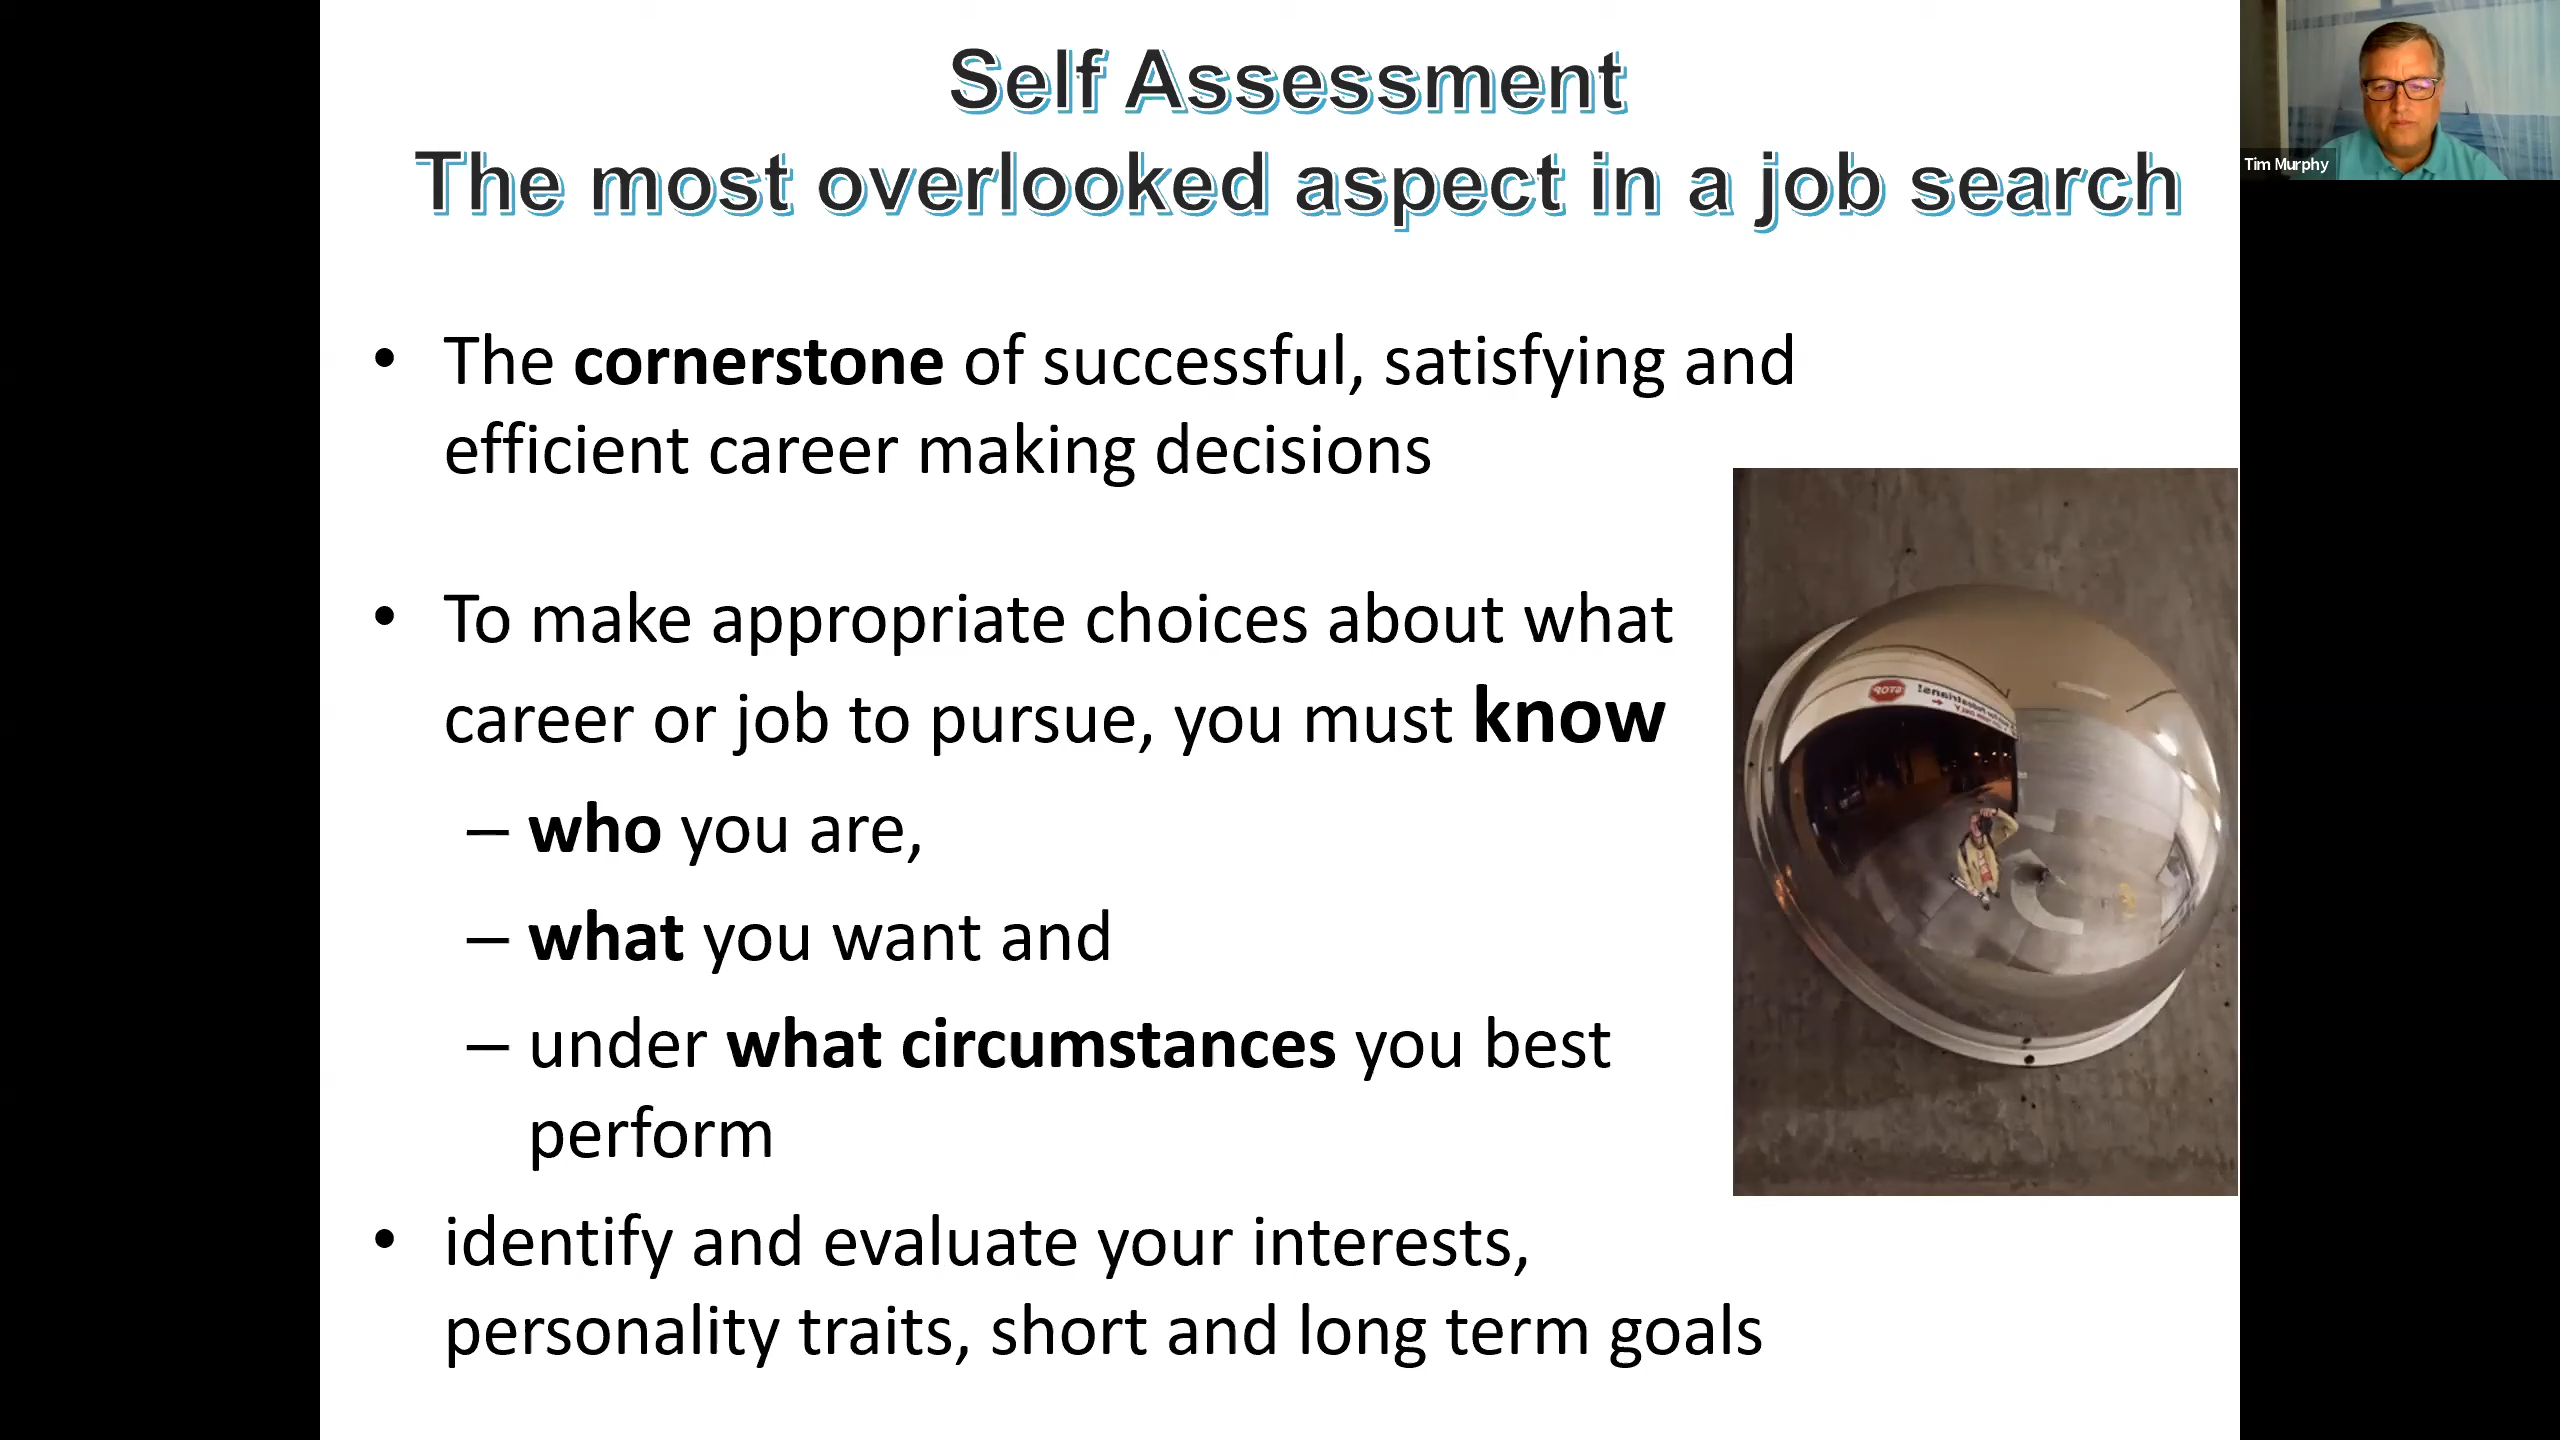 Self Assessment
The most overlooked aspect in a job search
• The cornerstone of successful, satisfying and
efficient career making decisions
• To make appropriate choices about what
career or job to pursue, you must know
– who you are,
– what you want and
– under what circumstances you best
perform
• identify and evaluate your interests,
personality traits, short and long term goals
Tim Murphy
STOP